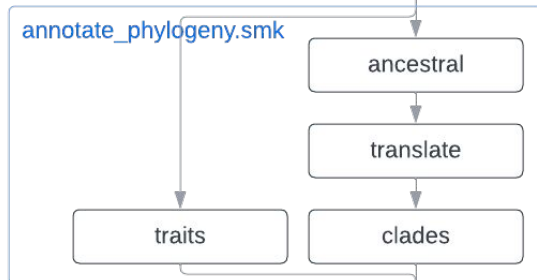 annotate_phylogeny.smk
ancestral
translate
traits
clades